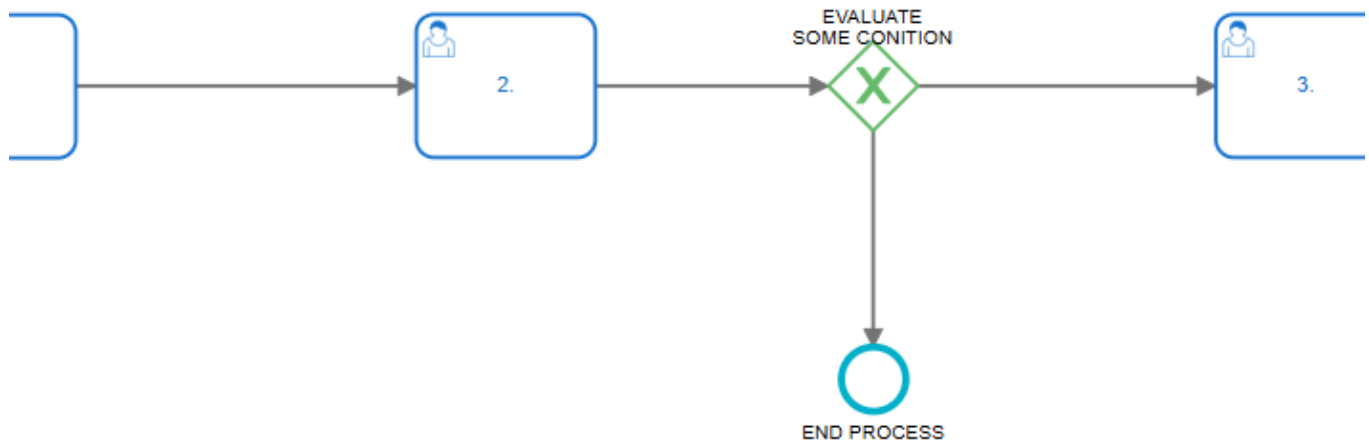 EVALUATE
SOME CONITION
2.
X
3.
END PROCESS